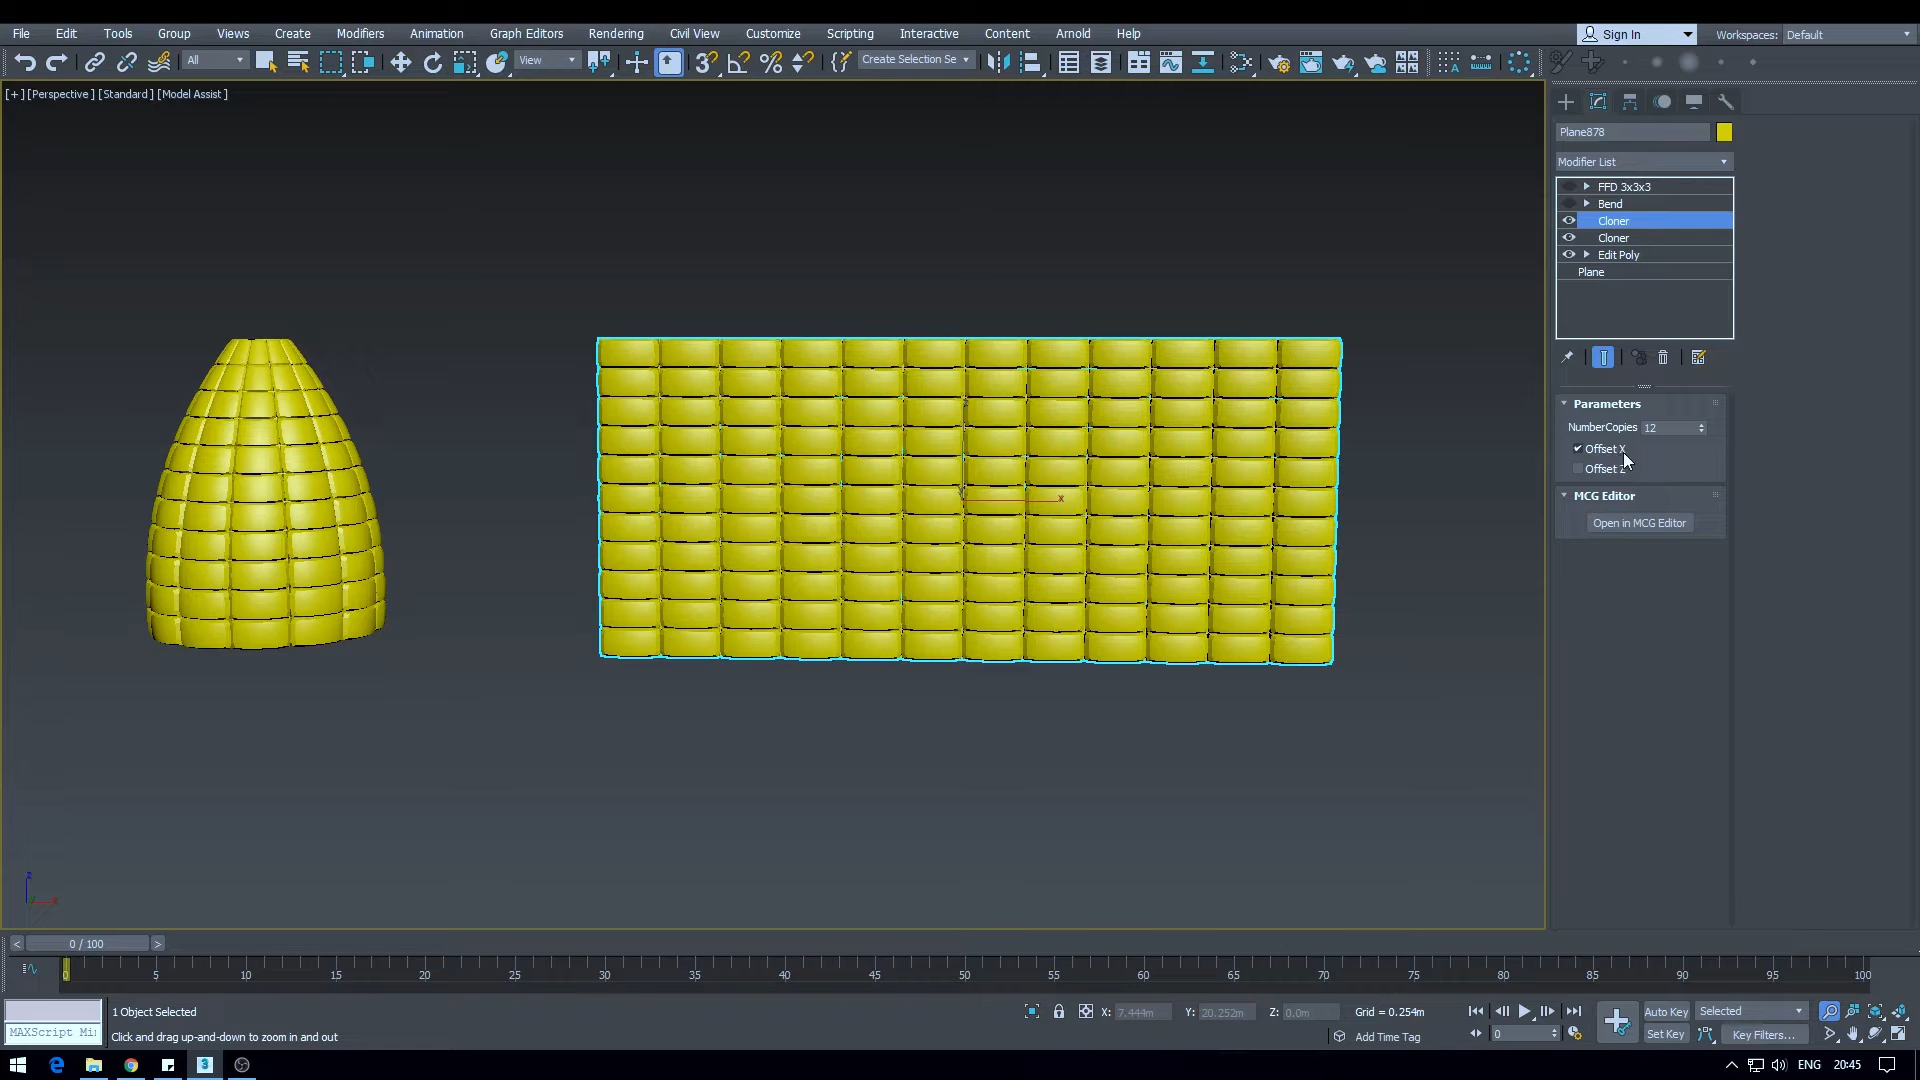 File Edit Tools Group Views Create Modifiers Animation Graph Editors Rendering Civil View Customize Scripting Interactive Content Arnold Help Sign In Workspaces: Default
All View Create Selection Se
[+] [Perspective ] [Standard ] [Model Assist ]
Plane878
Modifier List
FFD 3x3x3
Bend
Cloner
Cloner
Edit Poly
Plane
Parameters
NumberCopies 12
Offset X
Offset Z
MCG Editor
Open in MCG Editor
x
z
x
< 0 / 100 >
0 5 10 15 20 25 30 35 40 45 50 55 60 65 70 75 80 85 90 95 100
1 Object Selected X: 7.444m Y: 20.252m Z: 0.0m Grid = 0.254m Auto Key Selected
MAXScript Mi Click and drag up-and-down to zoom in and out Add Time Tag 0 Set Key Key Filters...
ENG 20:45